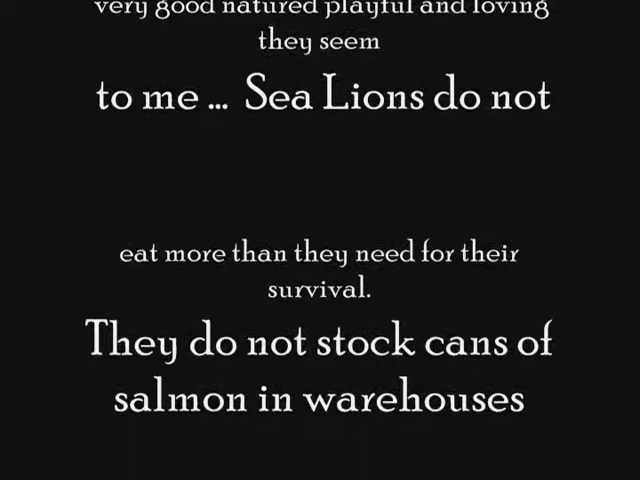 very good natured playful and loving
they seem
to me ... Sea Lions do not
eat more than they need for their
survival.
They do not stock cans of
salmon in warehouses